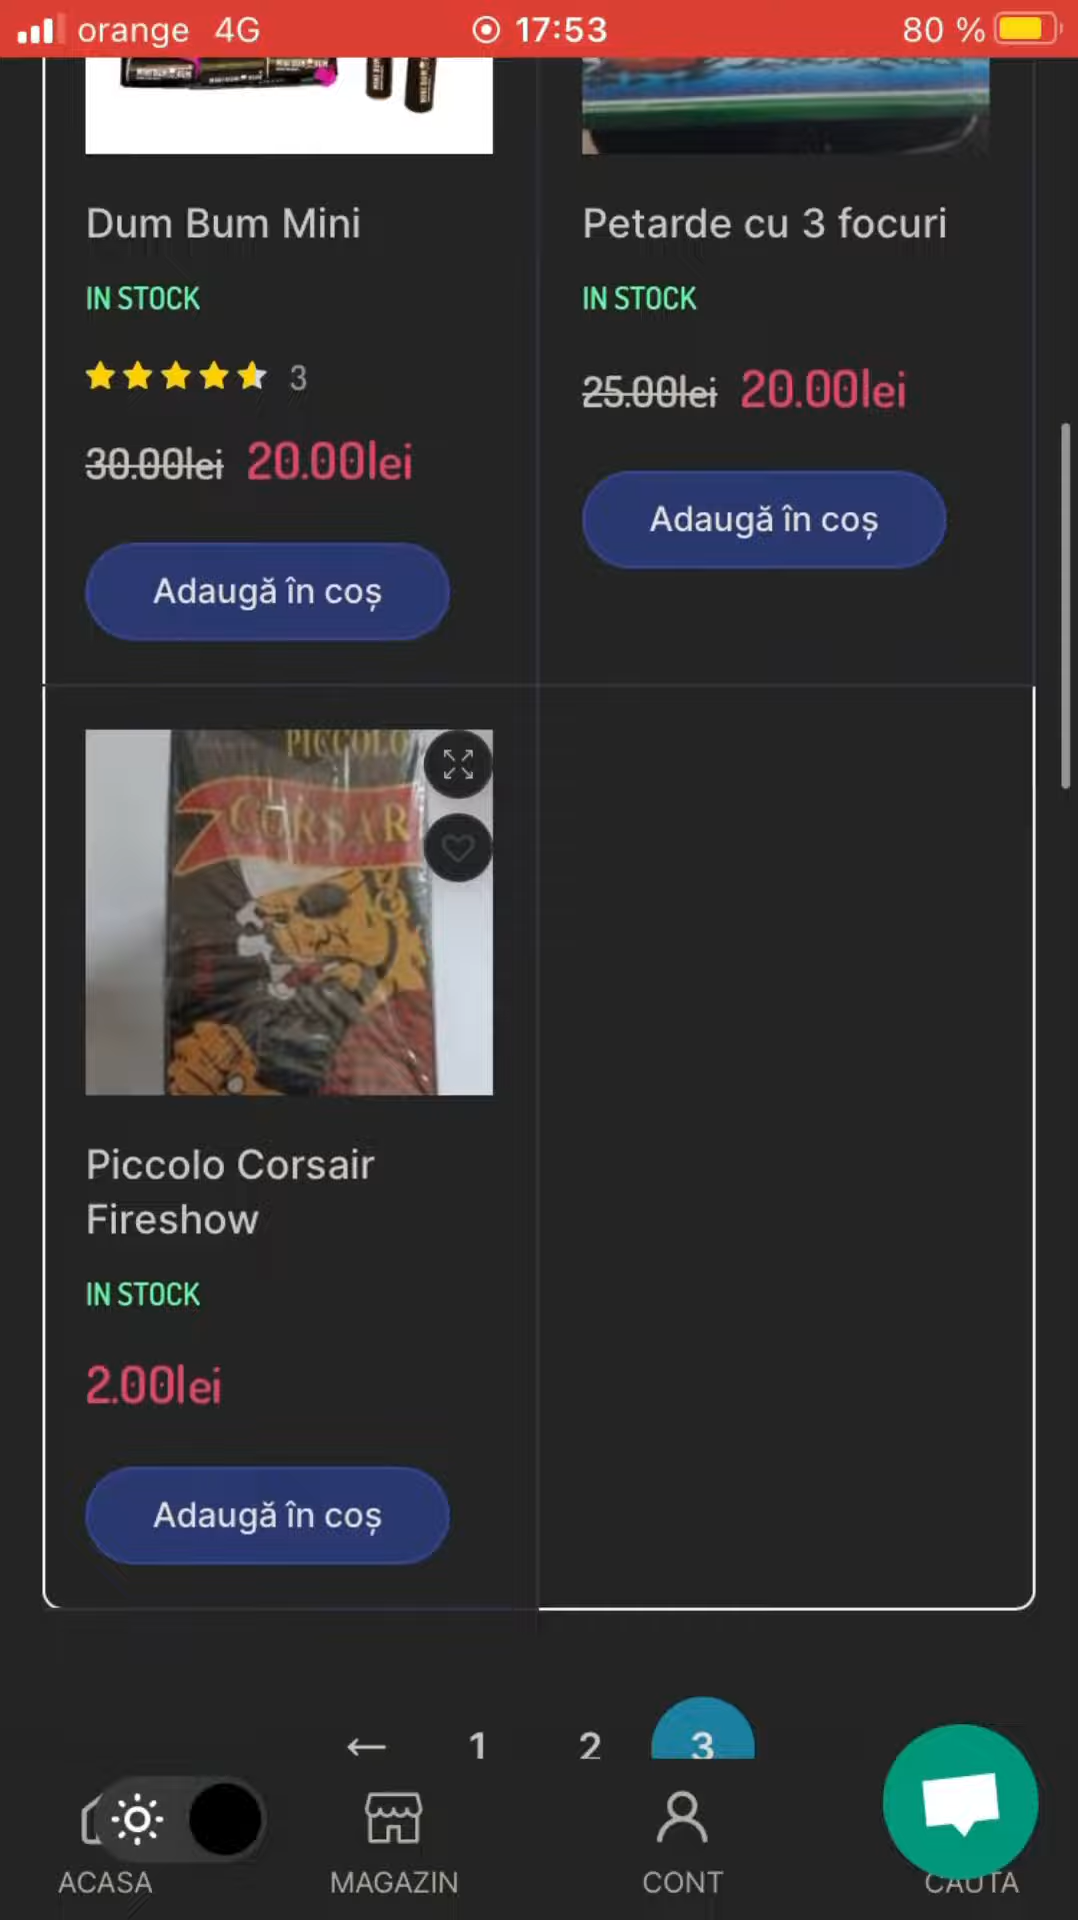 orange 4G 17:53 80 %
Dum Bum Mini
IN STOCK
3
30.00lei 20.00lei
Adaugă în coș
Petarde cu 3 focuri
IN STOCK
25.00lei 20.00lei
Adaugă în coș
PICCOLO
CORSAR
Piccolo Corsair
Fireshow
IN STOCK
2.00lei
Adaugă în coș
← 1 2 3
ACASA MAGAZIN CONT CAUTA